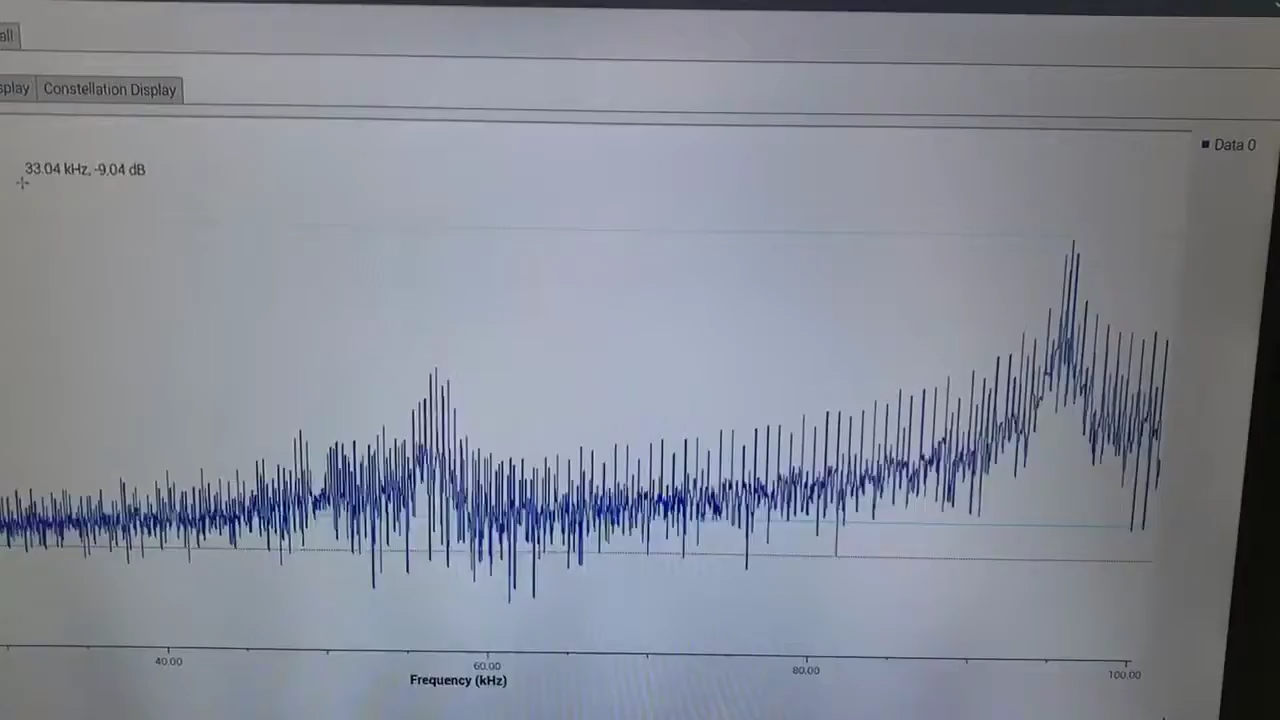 all
splay
Constellation Display
Data 0
33.04 kHz, -9.04 dB
40.00
60.00
80.00
100.00
Frequency (kHz)